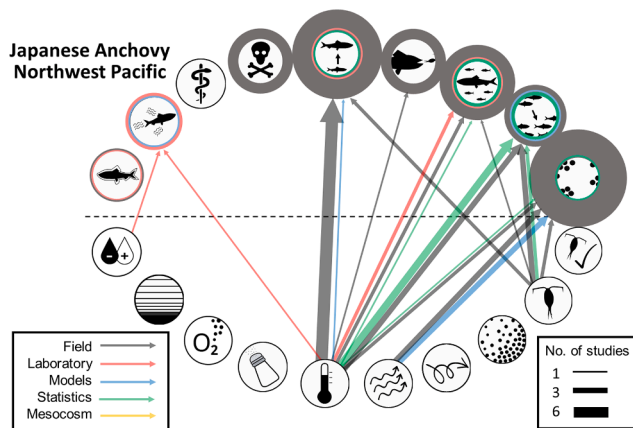 Japanese Anchovy
Northwest Pacific
- +
O2
Field
Laboratory
Models
Statistics
Mesocosm
No. of studies
1
3
6